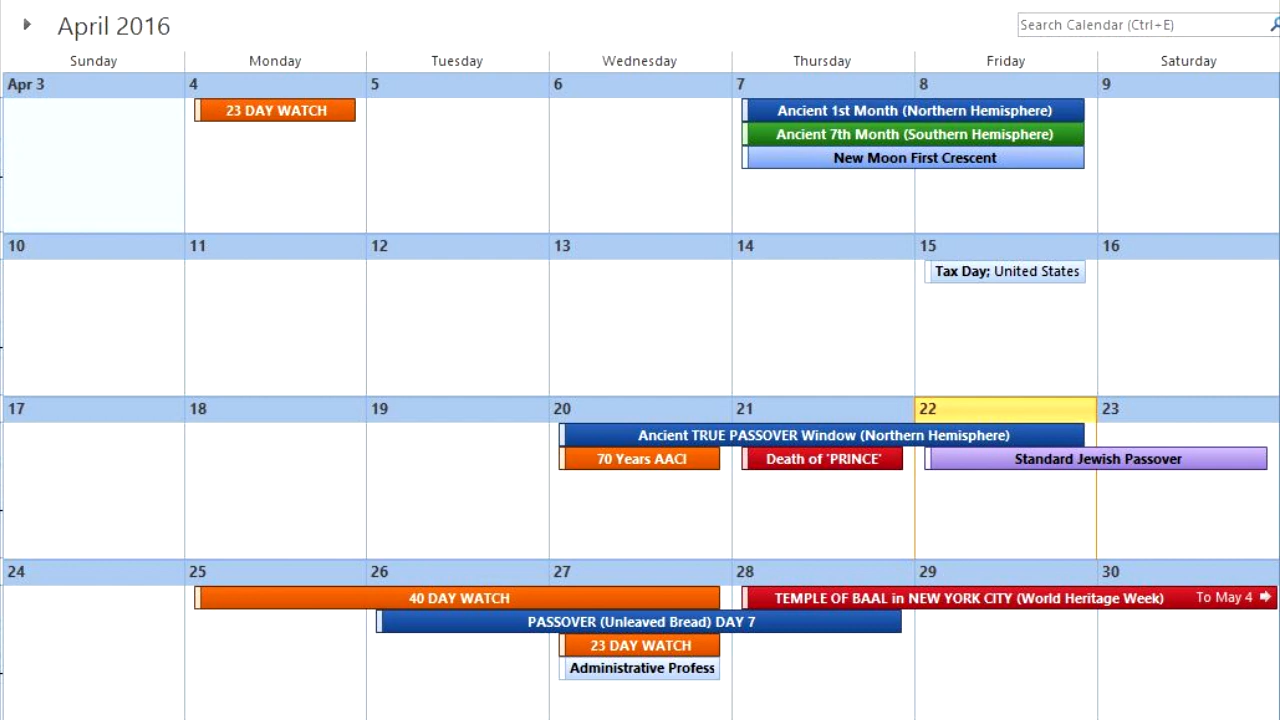 April 2016
Search Calendar (Ctrl+E)
Sunday Monday Tuesday Wednesday Thursday Friday Saturday
Apr 3 4 5 6 7 8 9
23 DAY WATCH
Ancient 1st Month (Northern Hemisphere)
Ancient 7th Month (Southern Hemisphere)
New Moon First Crescent
10 11 12 13 14 15 16
Tax Day; United States
17 18 19 20 21 22 23
Ancient TRUE PASSOVER Window (Northern Hemisphere)
70 Years AACI Death of 'PRINCE' Standard Jewish Passover
24 25 26 27 28 29 30
40 DAY WATCH TEMPLE OF BAAL in NEW YORK CITY (World Heritage Week) To May 4
PASSOVER (Unleaved Bread) DAY 7
23 DAY WATCH
Administrative Profess